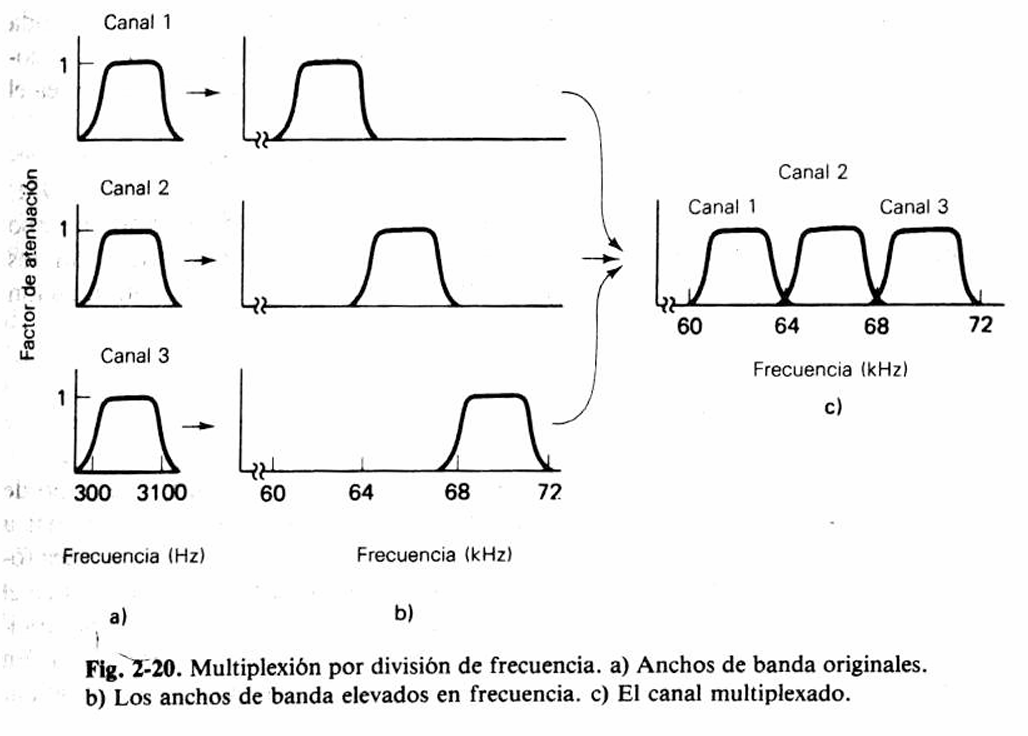 Canal 1
1
Canal 2
1
Canal 3
1
Factor de atenuación
300 3100
Frecuencia (Hz)
a)
60 64 68 72
Frecuencia (kHz)
b)
Canal 2
Canal 1 Canal 3
60 64 68 72
Frecuencia (kHz)
c)
Fig. 2-20. Multiplexión por división de frecuencia. a) Anchos de banda originales.
b) Los anchos de banda elevados en frecuencia. c) El canal multiplexado.